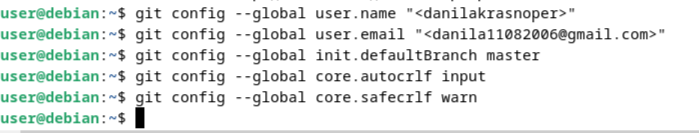 user@debian:~$ git config --global user.name "<danilakrasnoper>"
user@debian:~$ git config --global user.email "<danila11082006@gmail.com>"
user@debian:~$ git config --global init.defaultBranch master
user@debian:~$ git config --global core.autocrlf input
user@debian:~$ git config --global core.safecrlf warn
user@debian:~$